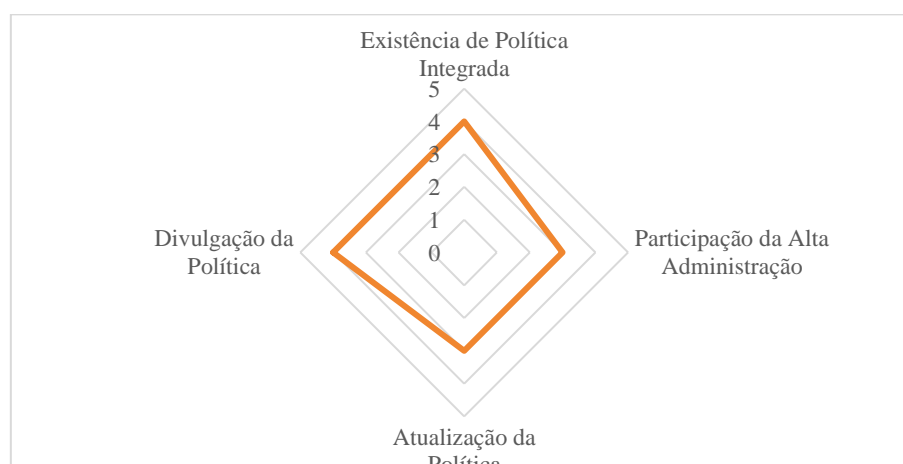 Existência de Política
Integrada
5
4
3
2
1
0
Divulgação da
Política
Participação da Alta
Administração
Atualização da
Política